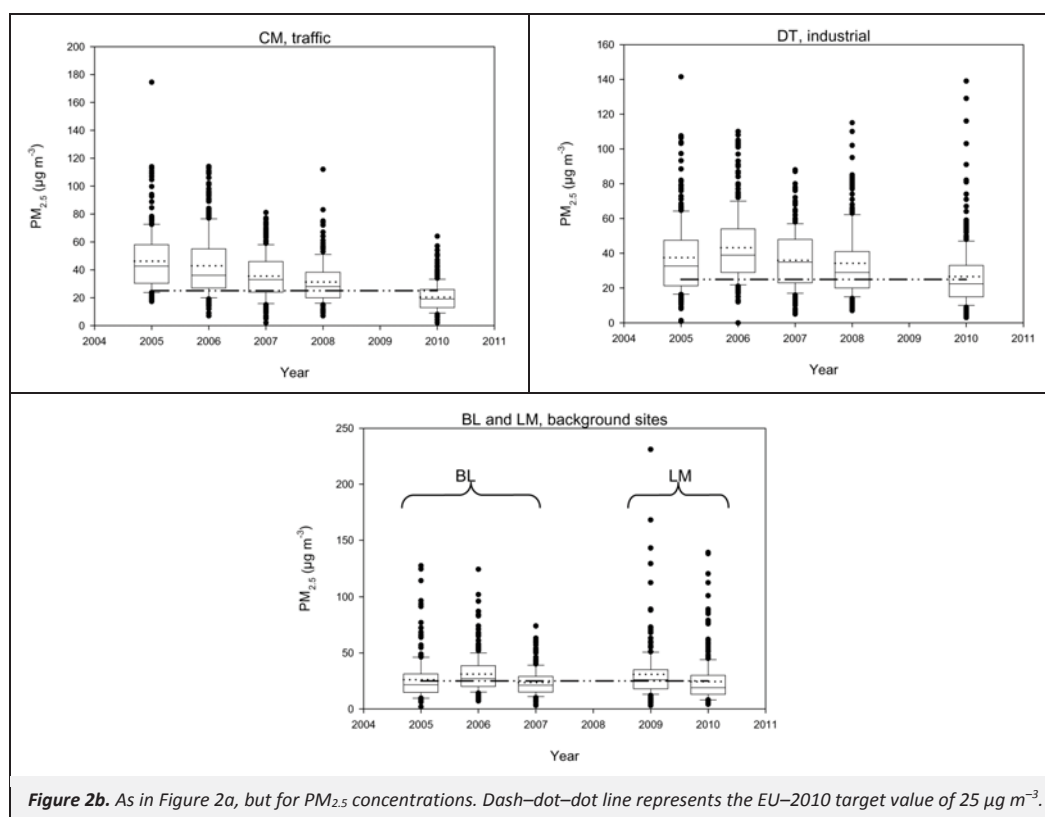 CM, traffic
200
180
160
140
120
100
80
60
40
20
0
PM2.5 (µg m⁻³)
2004 2005 2006 2007 2008 2009 2010 2011
Year
DT, industrial
160
140
120
100
80
60
40
20
0
PM2.5 (µg m⁻³)
2004 2005 2006 2007 2008 2009 2010 2011
Year
BL and LM, background sites
250
200
150
100
50
0
PM2.5 (µg m⁻³)
BL LM
2004 2005 2006 2007 2008 2009 2010 2011
Year
Figure 2b. As in Figure 2a, but for PM2.5 concentrations. Dash–dot–dot line represents the EU–2010 target value of 25 µg m⁻³.